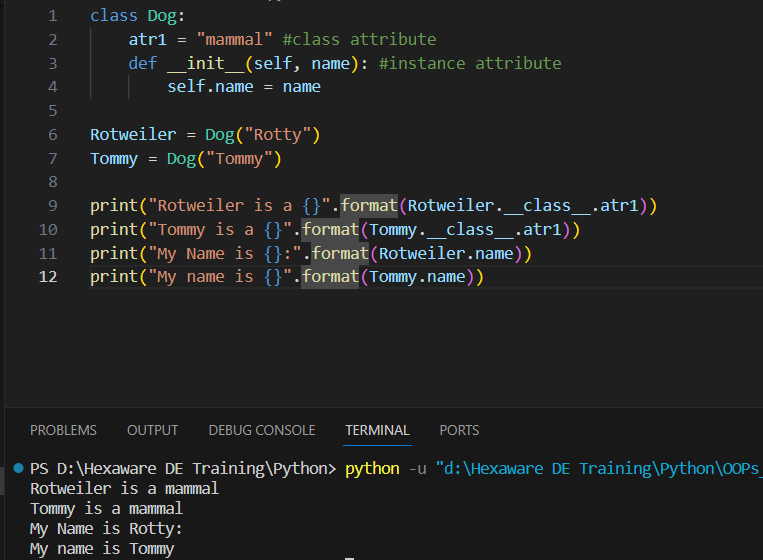 1 class Dog:
2     atr1 = "mammal" #class attribute
3     def __init__(self, name): #instance attribute
4         self.name = name
5
6 Rotweiler = Dog("Rotty")
7 Tommy = Dog("Tommy")
8
9 print("Rotweiler is a {}".format(Rotweiler.__class__.atr1))
10 print("Tommy is a {}".format(Tommy.__class__.atr1))
11 print("My Name is {}:".format(Rotweiler.name))
12 print("My name is {}".format(Tommy.name))
PROBLEMS OUTPUT DEBUG CONSOLE TERMINAL PORTS
PS D:\Hexaware DE Training\Python> python -u "d:\Hexaware DE Training\Python\OOPs_
Rotweiler is a mammal
Tommy is a mammal
My Name is Rotty:
My name is Tommy